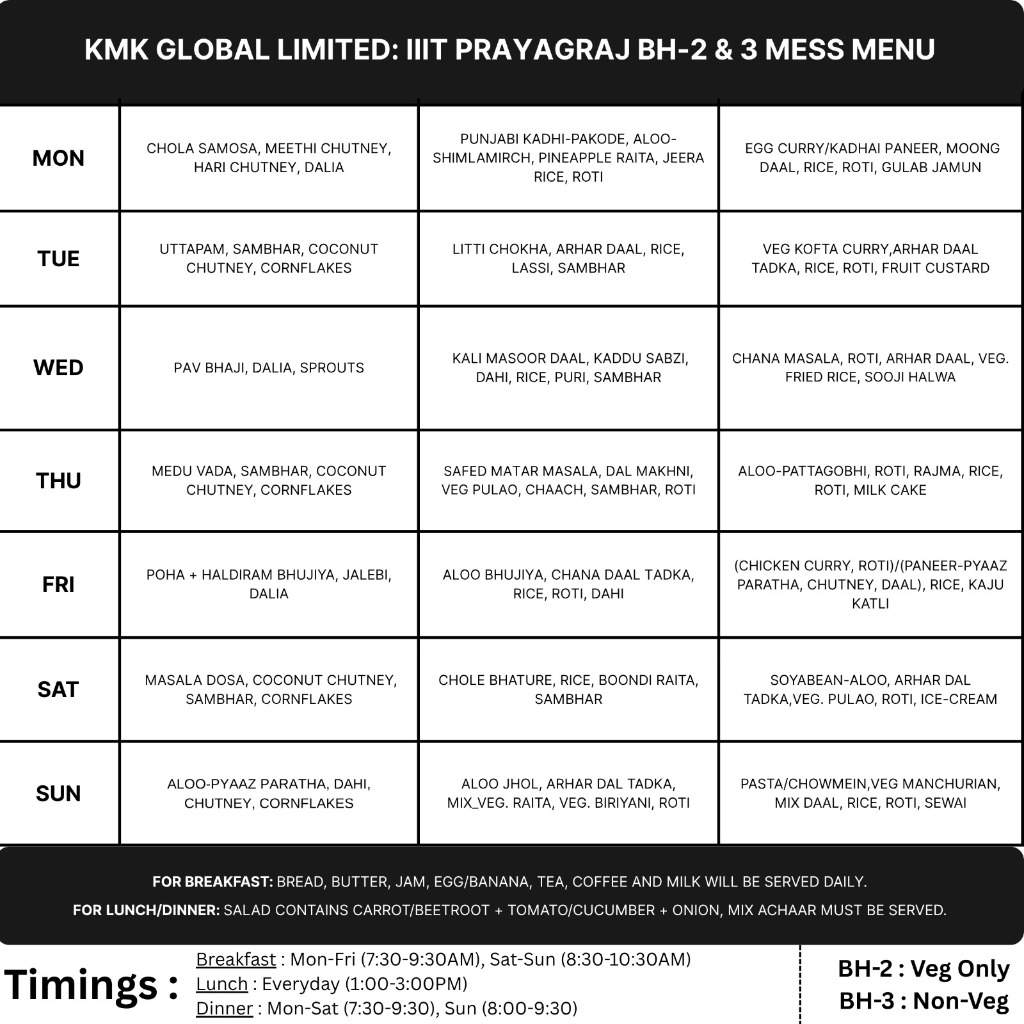 KMK GLOBAL LIMITED: IIIT PRAYAGRAJ BH-2 & 3 MESS MENU
MON
CHOLA SAMOSA, MEETHI CHUTNEY,
HARI CHUTNEY, DALIA
PUNJABI KADHI-PAKODE, ALOO-
SHIMLAMIRCH, PINEAPPLE RAITA, JEERA
RICE, ROTI
EGG CURRY/KADHAI PANEER, MOONG
DAAL, RICE, ROTI, GULAB JAMUN
TUE
UTTAPAM, SAMBHAR, COCONUT
CHUTNEY, CORNFLAKES
LITTI CHOKHA, ARHAR DAAL, RICE,
LASSI, SAMBHAR
VEG KOFTA CURRY,ARHAR DAAL
TADKA, RICE, ROTI, FRUIT CUSTARD
WED
PAV BHAJI, DALIA, SPROUTS
KALI MASOOR DAAL, KADDU SABZI,
DAHI, RICE, PURI, SAMBHAR
CHANA MASALA, ROTI, ARHAR DAAL, VEG.
FRIED RICE, SOOJI HALWA
THU
MEDU VADA, SAMBHAR, COCONUT
CHUTNEY, CORNFLAKES
SAFED MATAR MASALA, DAL MAKHNI,
VEG PULAO, CHAACH, SAMBHAR, ROTI
ALOO-PATTAGOBHI, ROTI, RAJMA, RICE,
ROTI, MILK CAKE
FRI
POHA + HALDIRAM BHUJIYA, JALEBI,
DALIA
ALOO BHUJIYA, CHANA DAAL TADKA,
RICE, ROTI, DAHI
(CHICKEN CURRY, ROTI)/(PANEER-PYAAZ
PARATHA, CHUTNEY, DAAL), RICE, KAJU
KATLI
SAT
MASALA DOSA, COCONUT CHUTNEY,
SAMBHAR, CORNFLAKES
CHOLE BHATURE, RICE, BOONDI RAITA,
SAMBHAR
SOYABEAN-ALOO, ARHAR DAL
TADKA,VEG. PULAO, ROTI, ICE-CREAM
SUN
ALOO-PYAAZ PARATHA, DAHI,
CHUTNEY, CORNFLAKES
ALOO JHOL, ARHAR DAL TADKA,
MIX_VEG. RAITA, VEG. BIRIYANI, ROTI
PASTA/CHOWMEIN,VEG MANCHURIAN,
MIX DAAL, RICE, ROTI, SEWAI
FOR BREAKFAST: BREAD, BUTTER, JAM, EGG/BANANA, TEA, COFFEE AND MILK WILL BE SERVED DAILY.
FOR LUNCH/DINNER: SALAD CONTAINS CARROT/BEETROOT + TOMATO/CUCUMBER + ONION, MIX ACHAAR MUST BE SERVED.
Timings :
Breakfast : Mon-Fri (7:30-9:30AM), Sat-Sun (8:30-10:30AM)
Lunch : Everyday (1:00-3:00PM)
Dinner : Mon-Sat (7:30-9:30), Sun (8:00-9:30)
BH-2 : Veg Only
BH-3 : Non-Veg